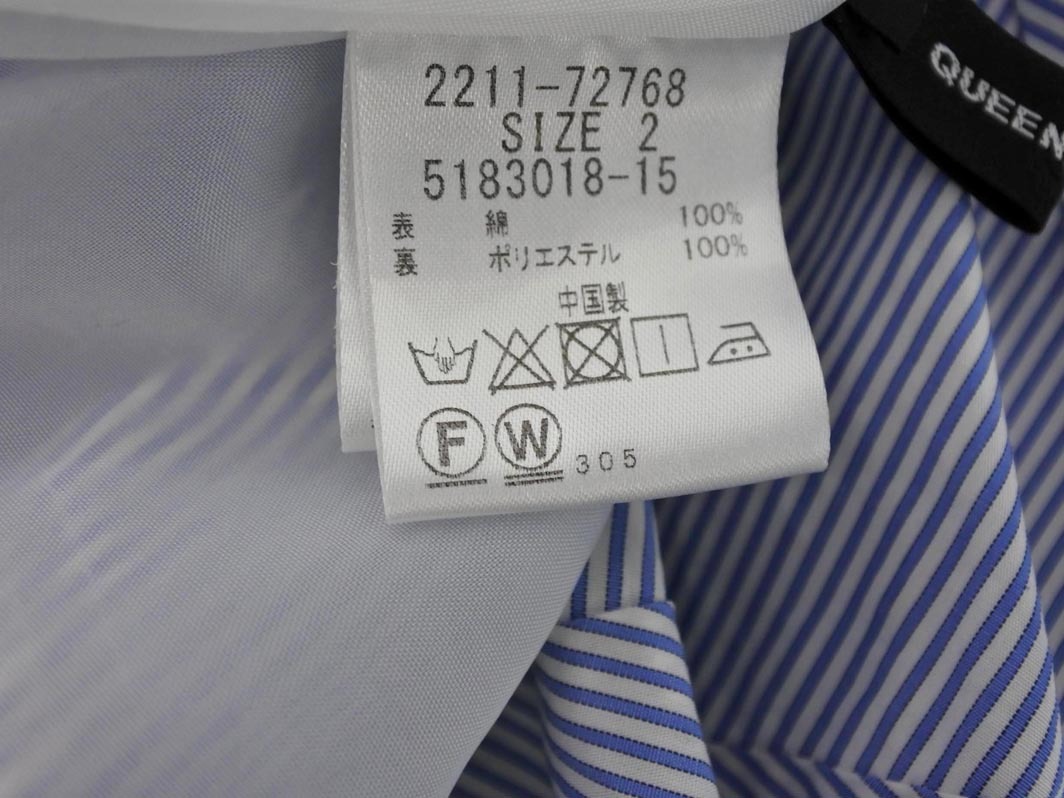 2211-72768
SIZE 2
5183018-15
表 綿 100%
裏 ポリエステル 100%
中国製
F W 305
QUEEN